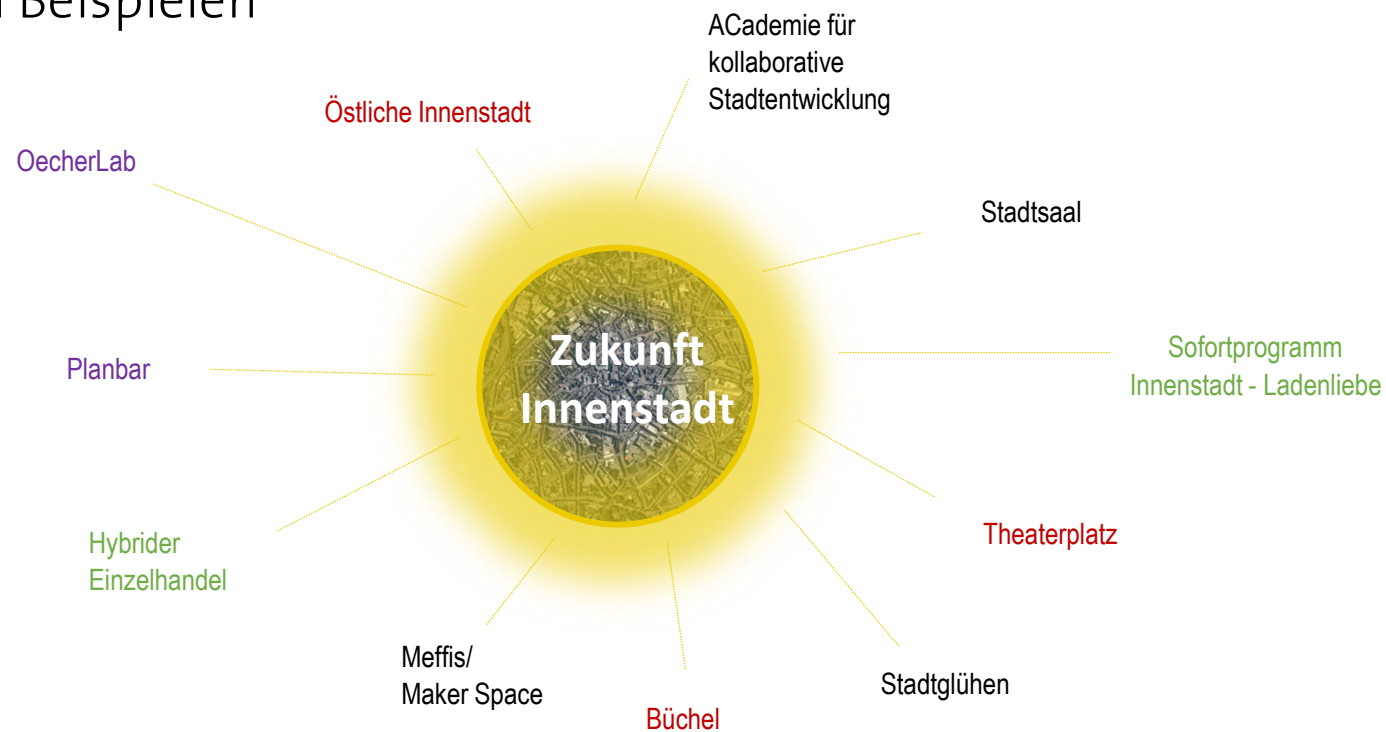 Beispielen
ACademie für
kollaborative
Stadtentwicklung
Östliche Innenstadt
OecherLab
Stadtsaal
Zukunft
Innenstadt
Sofortprogramm
Innenstadt - Ladenliebe
Planbar
Theaterplatz
Hybrider
Einzelhandel
Meffis/
Maker Space
Stadtglühen
Büchel